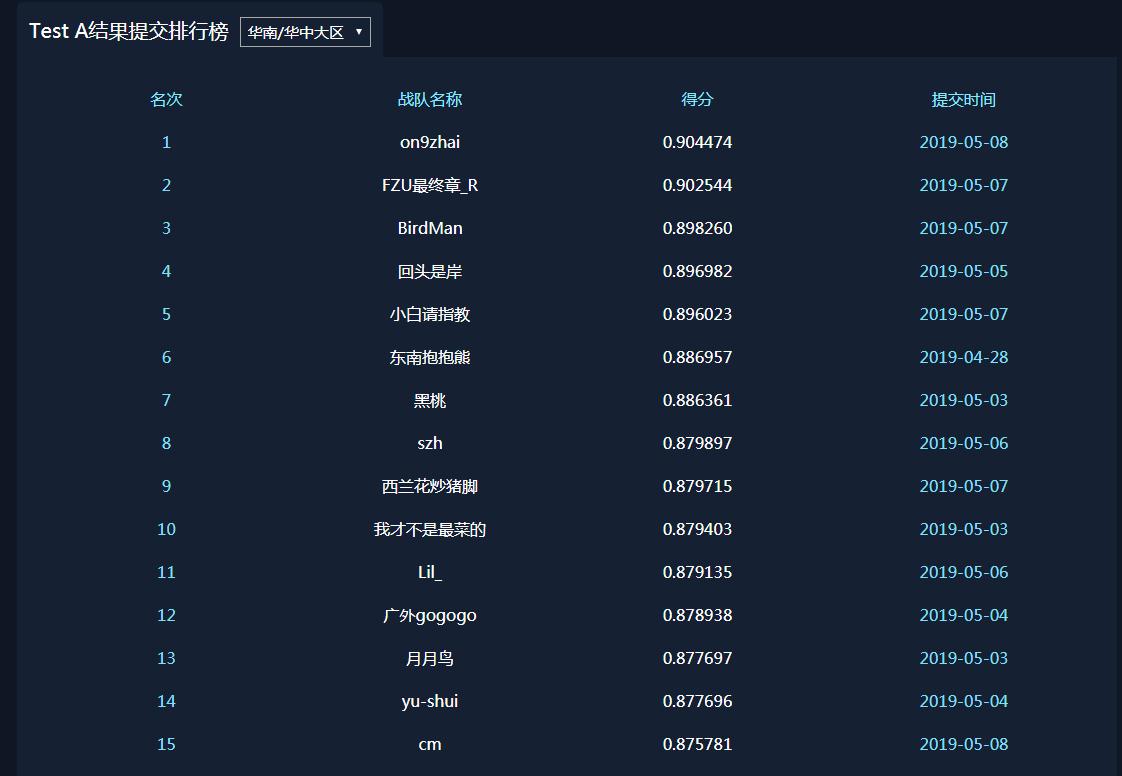 Test A结果提交排行榜 华南/华中大区 ▼
名次 战队名称 得分 提交时间
1 on9zhai 0.904474 2019-05-08
2 FZU最终章_R 0.902544 2019-05-07
3 BirdMan 0.898260 2019-05-07
4 回头是岸 0.896982 2019-05-05
5 小白请指教 0.896023 2019-05-07
6 东南抱抱熊 0.886957 2019-04-28
7 黑桃 0.886361 2019-05-03
8 szh 0.879897 2019-05-06
9 西兰花炒猪脚 0.879715 2019-05-07
10 我才不是最菜的 0.879403 2019-05-03
11 Lil_ 0.879135 2019-05-06
12 广外gogogo 0.878938 2019-05-04
13 月月鸟 0.877697 2019-05-03
14 yu-shui 0.877696 2019-05-04
15 cm 0.875781 2019-05-08